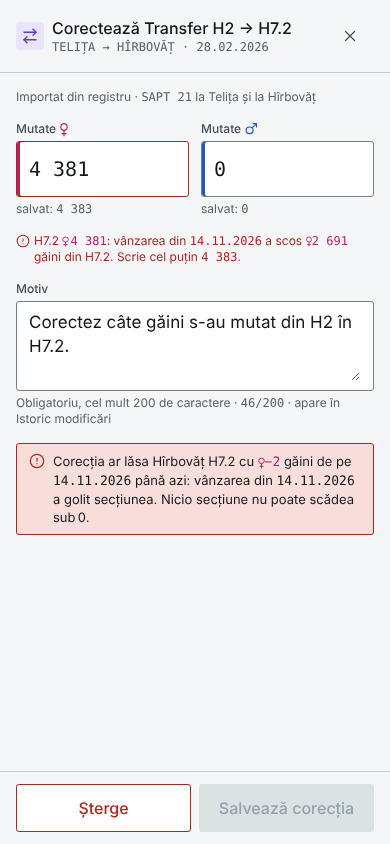 Corectează Transfer H2 → H7.2
TELIȚA → HÎRBOVĂȚ · 28.02.2026
Importat din registru · SAPT 21 la Telița și la Hîrbovăț
Mutate ♀ Mutate ♂
4 381 0
salvat: 4 383 salvat: 0
H7.2 ♀4 381: vânzarea din 14.11.2026 a scos ♀2 691
găini din H7.2. Scrie cel puțin 4 383.
Motiv
Corectez câte găini s-au mutat din H2 în
H7.2.
Obligatoriu, cel mult 200 de caractere · 46/200 · apare în
Istoric modificări
Corecția ar lăsa Hîrbovăț H7.2 cu ♀−2 găini de pe
14.11.2026 până azi: vânzarea din 14.11.2026
a golit secțiunea. Nicio secțiune nu poate scădea
sub 0.
Șterge Salvează corecția